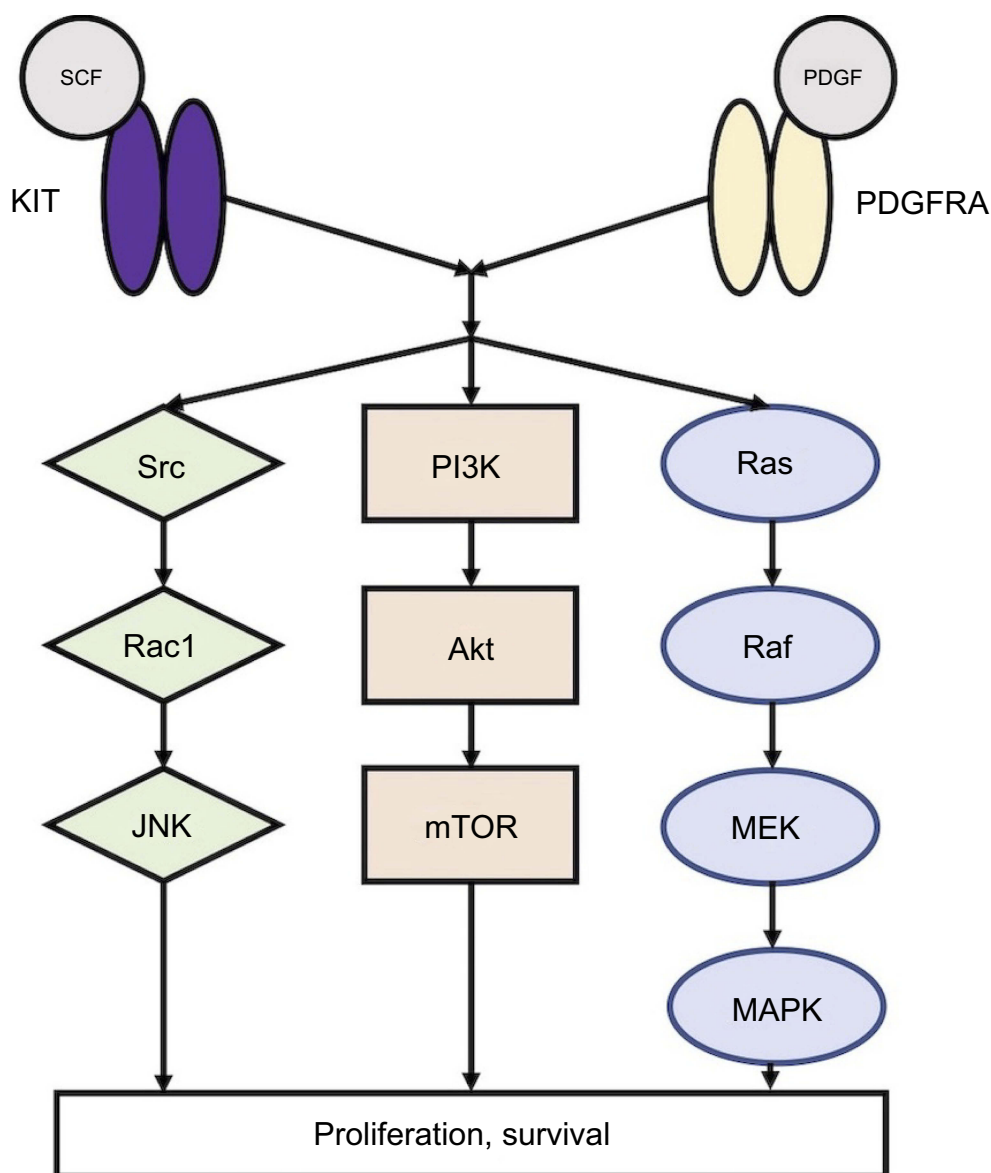 SCF
PDGF
KIT
PDGFRA
Src
PI3K
Ras
Rac1
Akt
Raf
JNK
mTOR
MEK
MAPK
Proliferation, survival